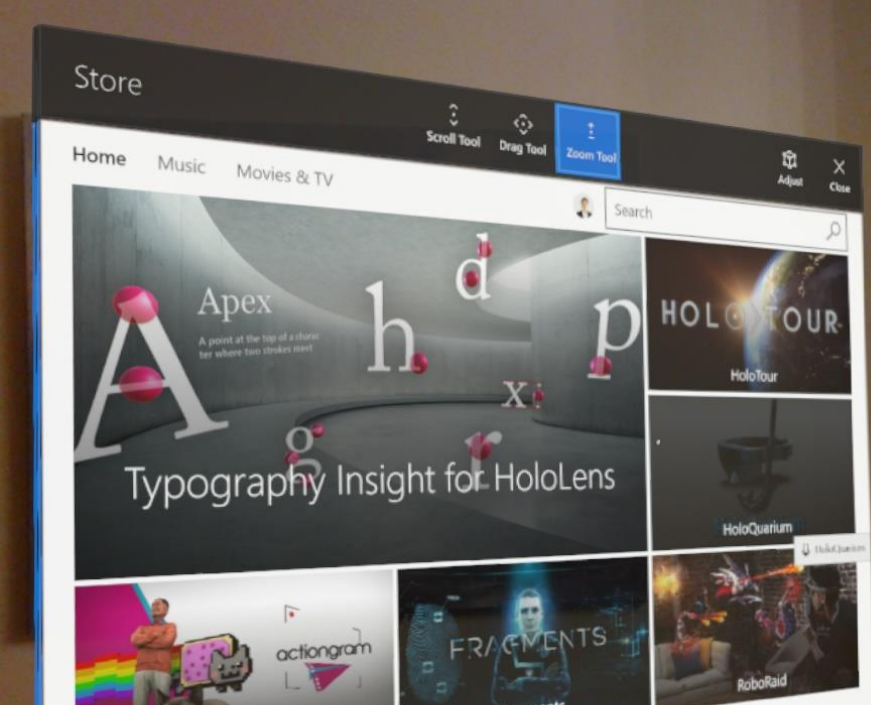 Store
Scroll Tool
Drag Tool
Zoom Tool
Adjust
Close
Home
Music
Movies & TV
Search
A
Apex
A point at the top of a charac
ter where two strokes meet
h
d
p
x
i
g
r
Typography Insight for HoloLens
HOLOTOUR
HoloTour
HoloQuarium
HoloQuarium
actiongram
FRAGMENTS
RoboRaid